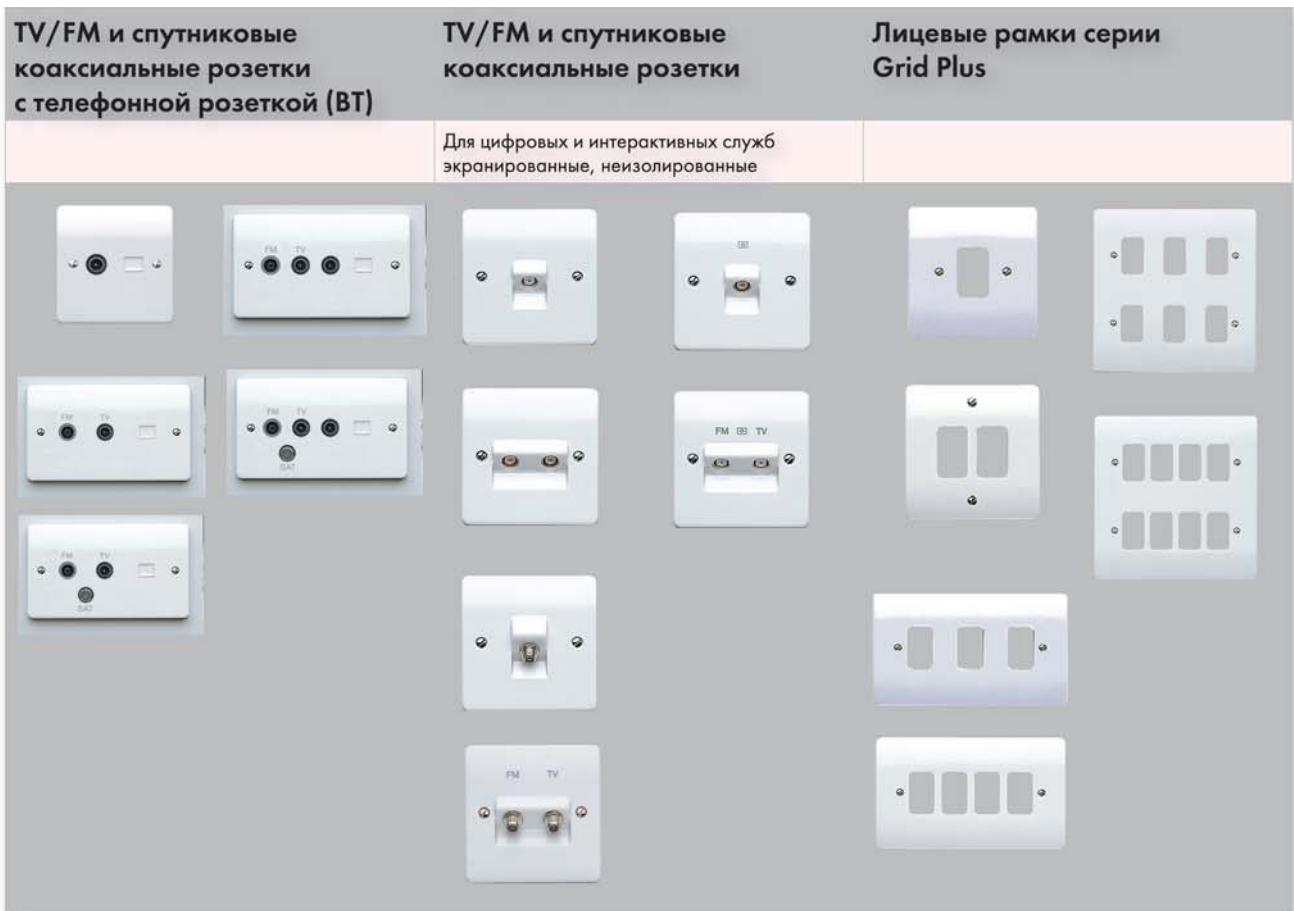 TV/FM и спутниковые
коаксиальные розетки
с телефонной розеткой (BT)
TV/FM и спутниковые
коаксиальные розетки
Лицевые рамки серии
Grid Plus
Для цифровых и интерактивных служб
экранированные, неизолированные
FM TV
FM TV
FM TV
SAT
FM TV
SAT
FM TV
FM TV